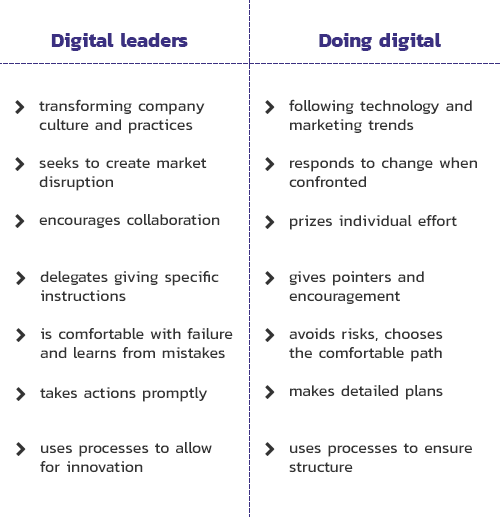 Digital leaders
Doing digital
transforming company
culture and practices
following technology and
marketing trends
seeks to create market
disruption
responds to change when
confronted
encourages collaboration
prizes individual effort
delegates giving specific
instructions
gives pointers and
encouragement
is comfortable with failure
and learns from mistakes
avoids risks, chooses
the comfortable path
takes actions promptly
makes detailed plans
uses processes to allow
for innovation
uses processes to ensure
structure